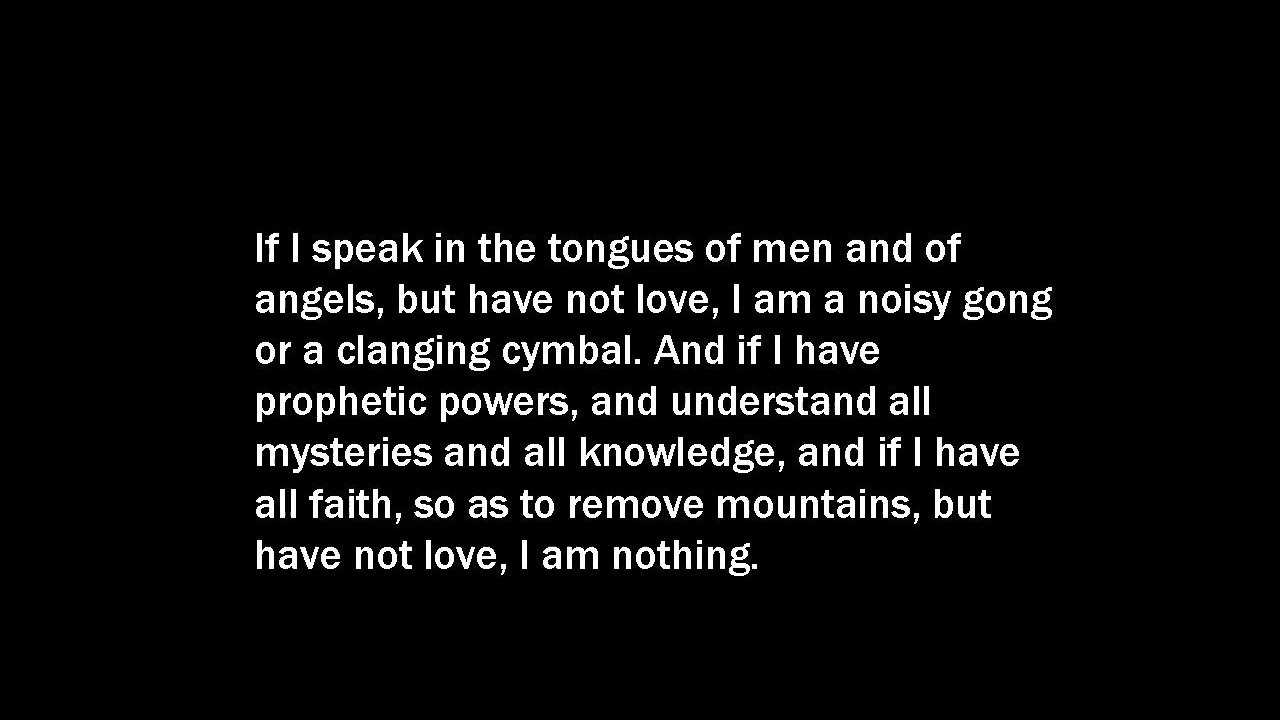 If I speak in the tongues of men and of
angels, but have not love, I am a noisy gong
or a clanging cymbal. And if I have
prophetic powers, and understand all
mysteries and all knowledge, and if I have
all faith, so as to remove mountains, but
have not love, I am nothing.